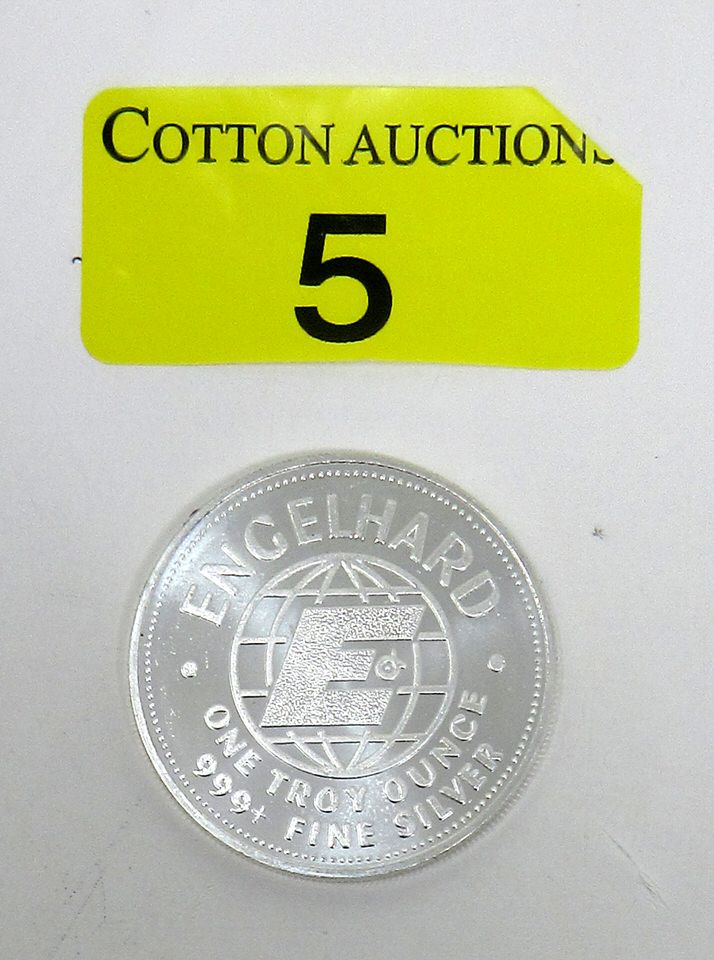 COTTON AUCTIONS
5
ENGELHARD
E
ONE TROY OUNCE
999+ FINE SILVER